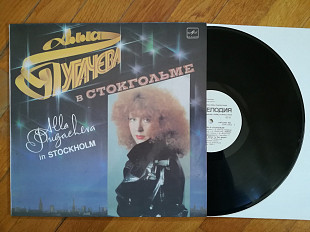 Алла
Пугачева
в СТОКГОЛЬМЕ
Alla
Pugacheva
in STOCKHOLM
МЕЛОДИЯ